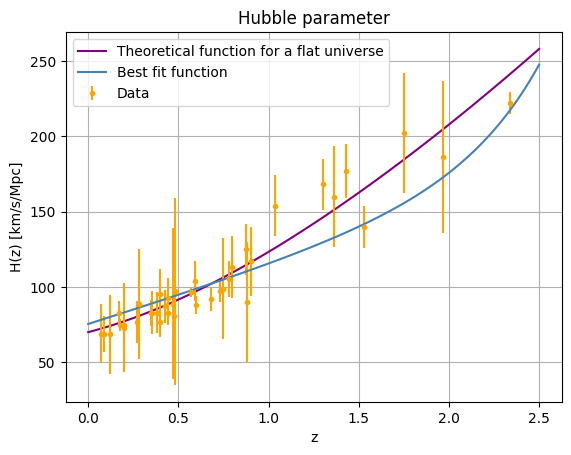 Hubble parameter
Theoretical function for a flat universe
Best fit function
Data
H(z) [km/s/Mpc]
250
200
150
100
50
0.0 0.5 1.0 1.5 2.0 2.5
z